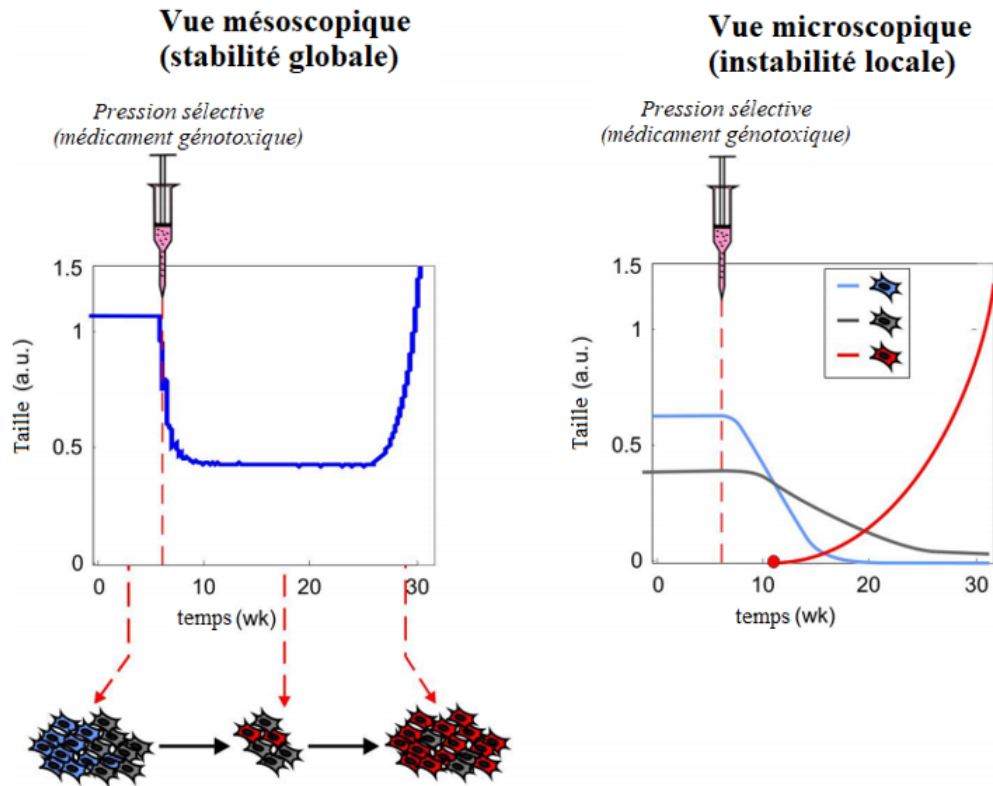 Vue mésoscopique
(stabilité globale)
Pression sélective
(médicament génotoxique)
1.5
1
0.5
0
Taille (a.u.)
0 10 20 30
temps (wk)
Vue microscopique
(instabilité locale)
Pression sélective
(médicament génotoxique)
1.5
1
0.5
0
Taille (a.u.)
0 10 20 30
temps (wk)